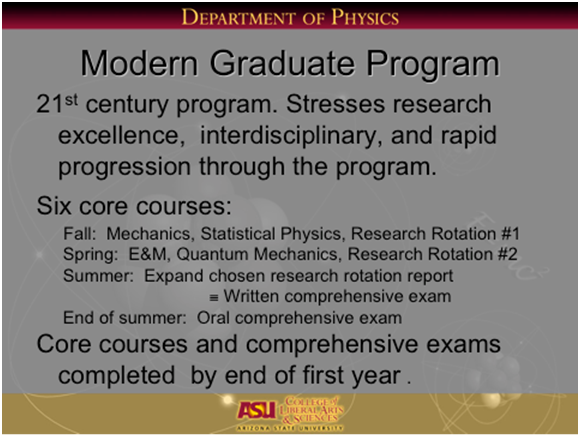 DEPARTMENT OF PHYSICS
Modern Graduate Program
21st century program. Stresses research
excellence, interdisciplinary, and rapid
progression through the program.
Six core courses:
Fall: Mechanics, Statistical Physics, Research Rotation #1
Spring: E&M, Quantum Mechanics, Research Rotation #2
Summer: Expand chosen research rotation report
≡ Written comprehensive exam
End of summer: Oral comprehensive exam
Core courses and comprehensive exams
completed by end of first year .
ASU COLLEGE of
LIBERAL ARTS
& SCIENCES
ARIZONA STATE UNIVERSITY